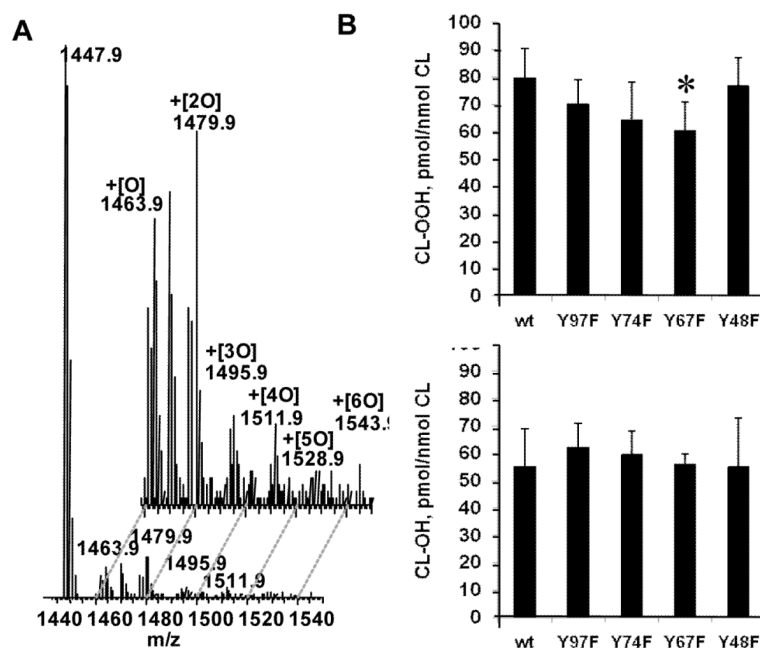 A
1447.9
+[2O]
1479.9
+[O]
1463.9
+[3O]
1495.9
+[4O]
1511.9
+[5O]
1528.9
+[6O]
1543.9
1463.9
1479.9
1495.9
1511.9
1440 1460 1480 1500 1520 1540
m/z
B
CL-OOH, pmol/nmol CL
100
90
80
70
60
50
40
30
20
10
0
*
wt Y97F Y74F Y67F Y48F
CL-OH, pmol/nmol CL
90
80
70
60
50
40
30
20
10
0
wt Y97F Y74F Y67F Y48F